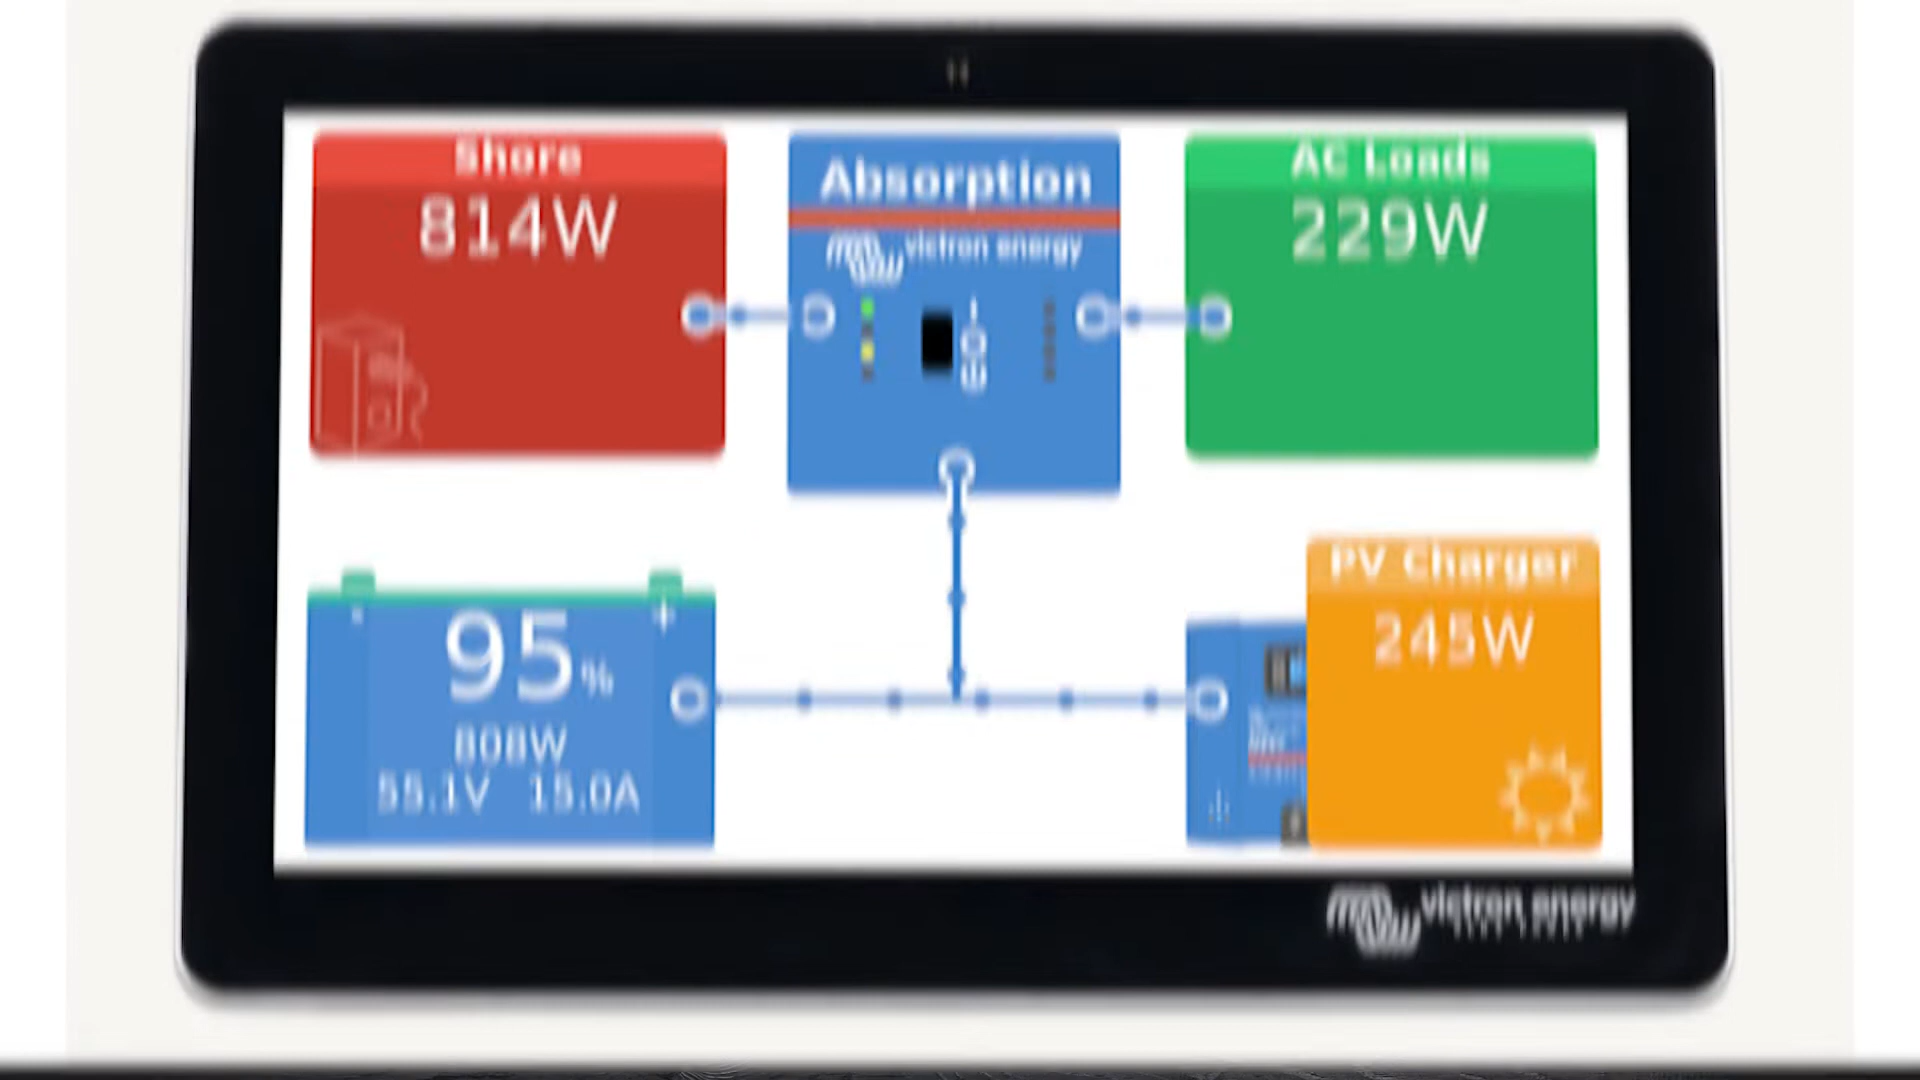 Shore
814W
Absorption
victron energy
AC Loads
229W
95%
808W
55.1V 15.0A
- +
PV Charger
245W
victron energy